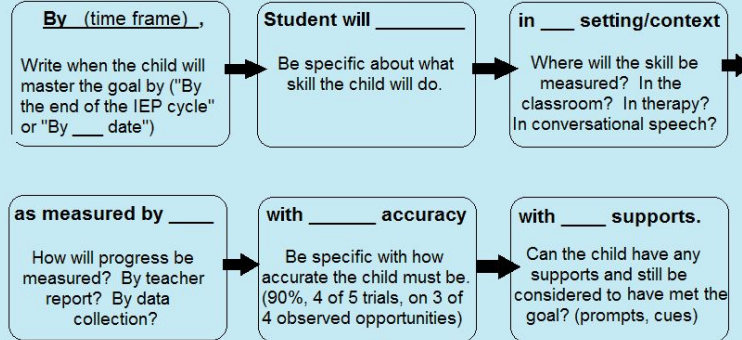 By (time frame) ,
Write when the child will
master the goal by ("By
the end of the IEP cycle"
or "By ___ date")
Student will _________
Be specific about what
skill the child will do.
in ___ setting/context
Where will the skill be
measured? In the
classroom? In therapy?
In conversational speech?
as measured by ____
How will progress be
measured? By teacher
report? By data
collection?
with ______ accuracy
Be specific with how
accurate the child must be.
(90%, 4 of 5 trials, on 3 of
4 observed opportunities)
with ____ supports.
Can the child have any
supports and still be
considered to have met the
goal? (prompts, cues)